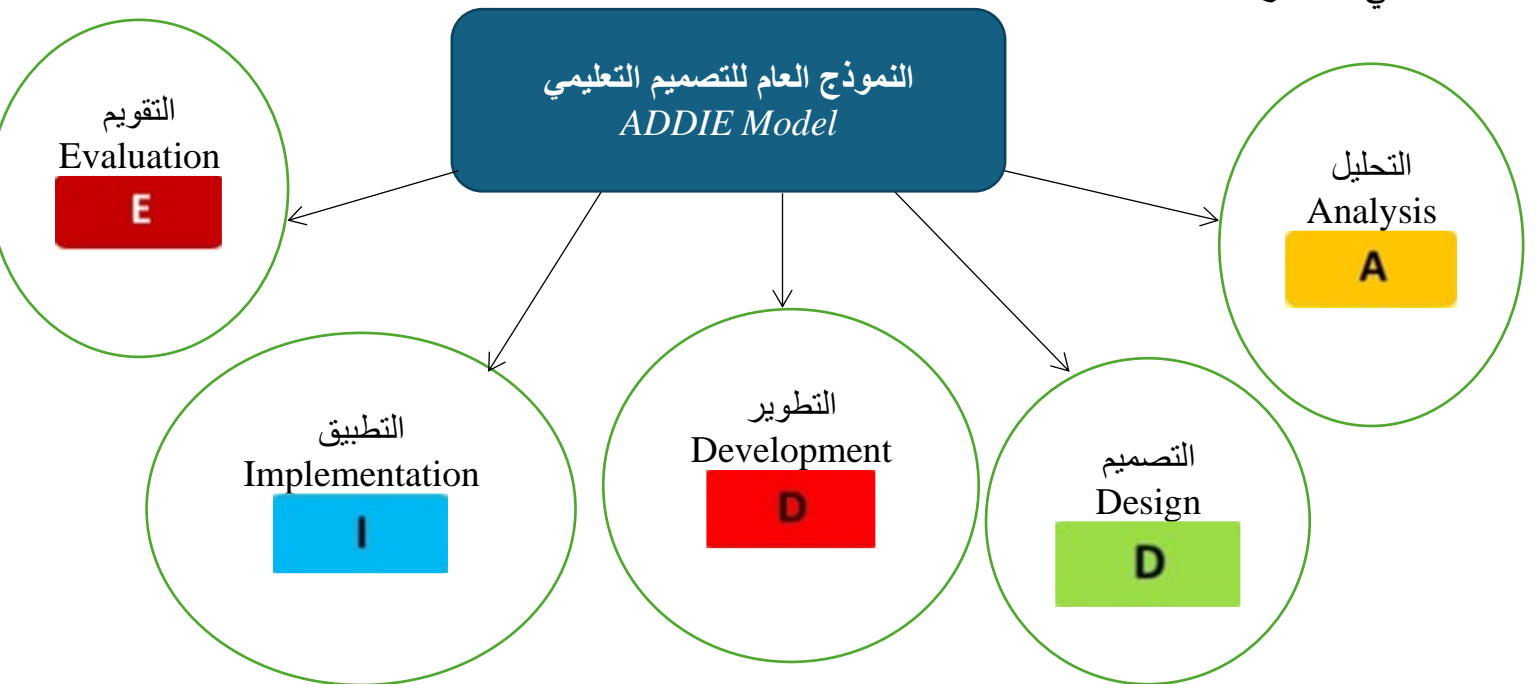 النموذج العام للتصميم التعليمي
ADDIE Model
التحليل
Analysis
A
التصميم
Design
D
التطوير
Development
D
التطبيق
Implementation
I
التقويم
Evaluation
E